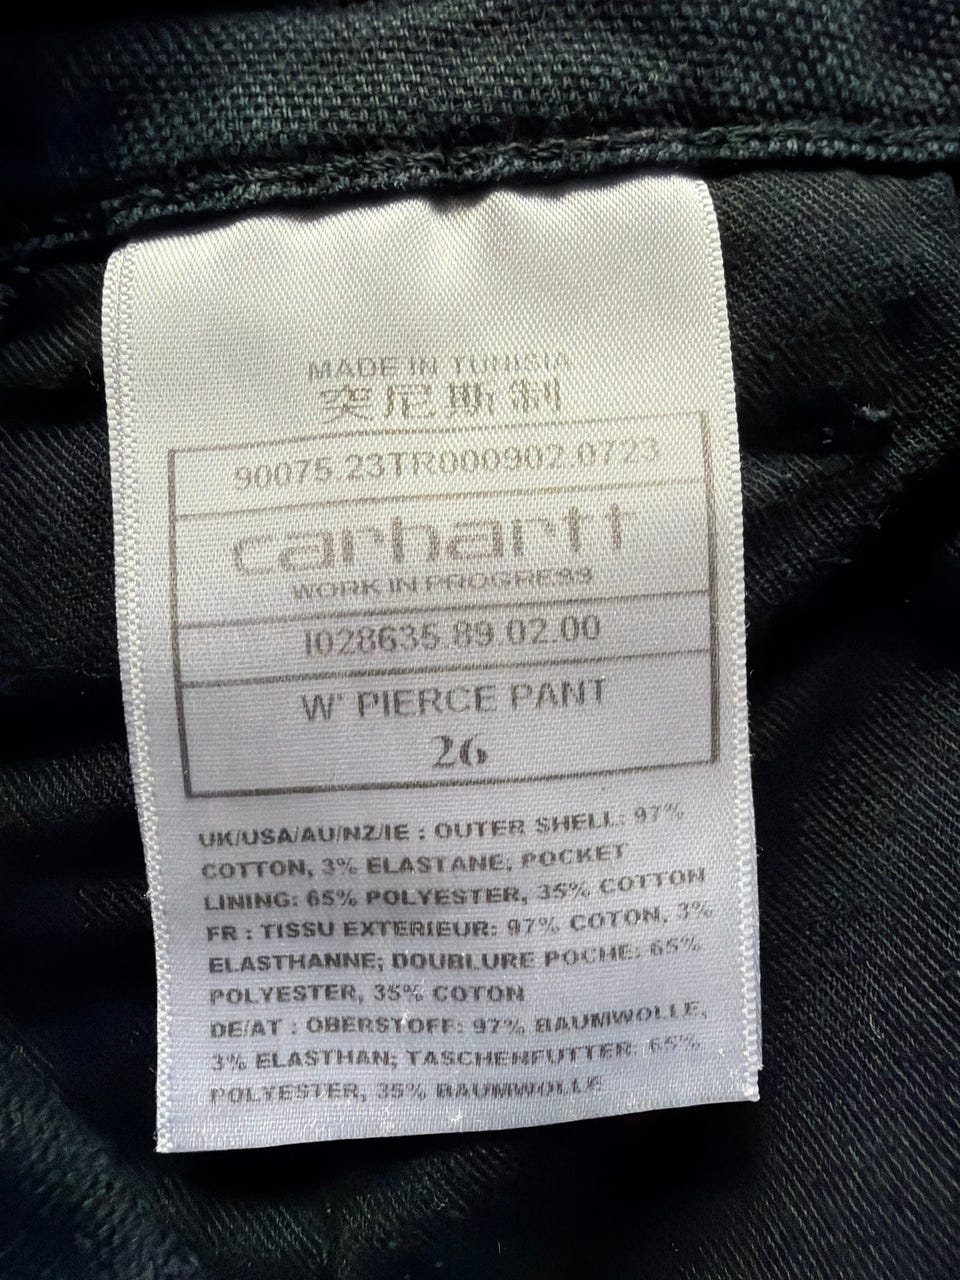 MADE IN TUNISIA
突尼斯制
90075.23TR000902.0723
carhartt
WORK IN PROGRESS
I028635.89.02.00
W' PIERCE PANT
26
UK/USA/AU/NZ/IE : OUTER SHELL: 97%
COTTON, 3% ELASTANE; POCKET
LINING: 65% POLYESTER, 35% COTTON
FR : TISSU EXTERIEUR: 97% COTON, 3%
ELASTHANNE; DOUBLURE POCHE: 65%
POLYESTER, 35% COTON
DE/AT : OBERSTOFF: 97% BAUMWOLLE,
3% ELASTHAN; TASCHENFUTTER: 65%
POLYESTER, 35% BAUMWOLLE